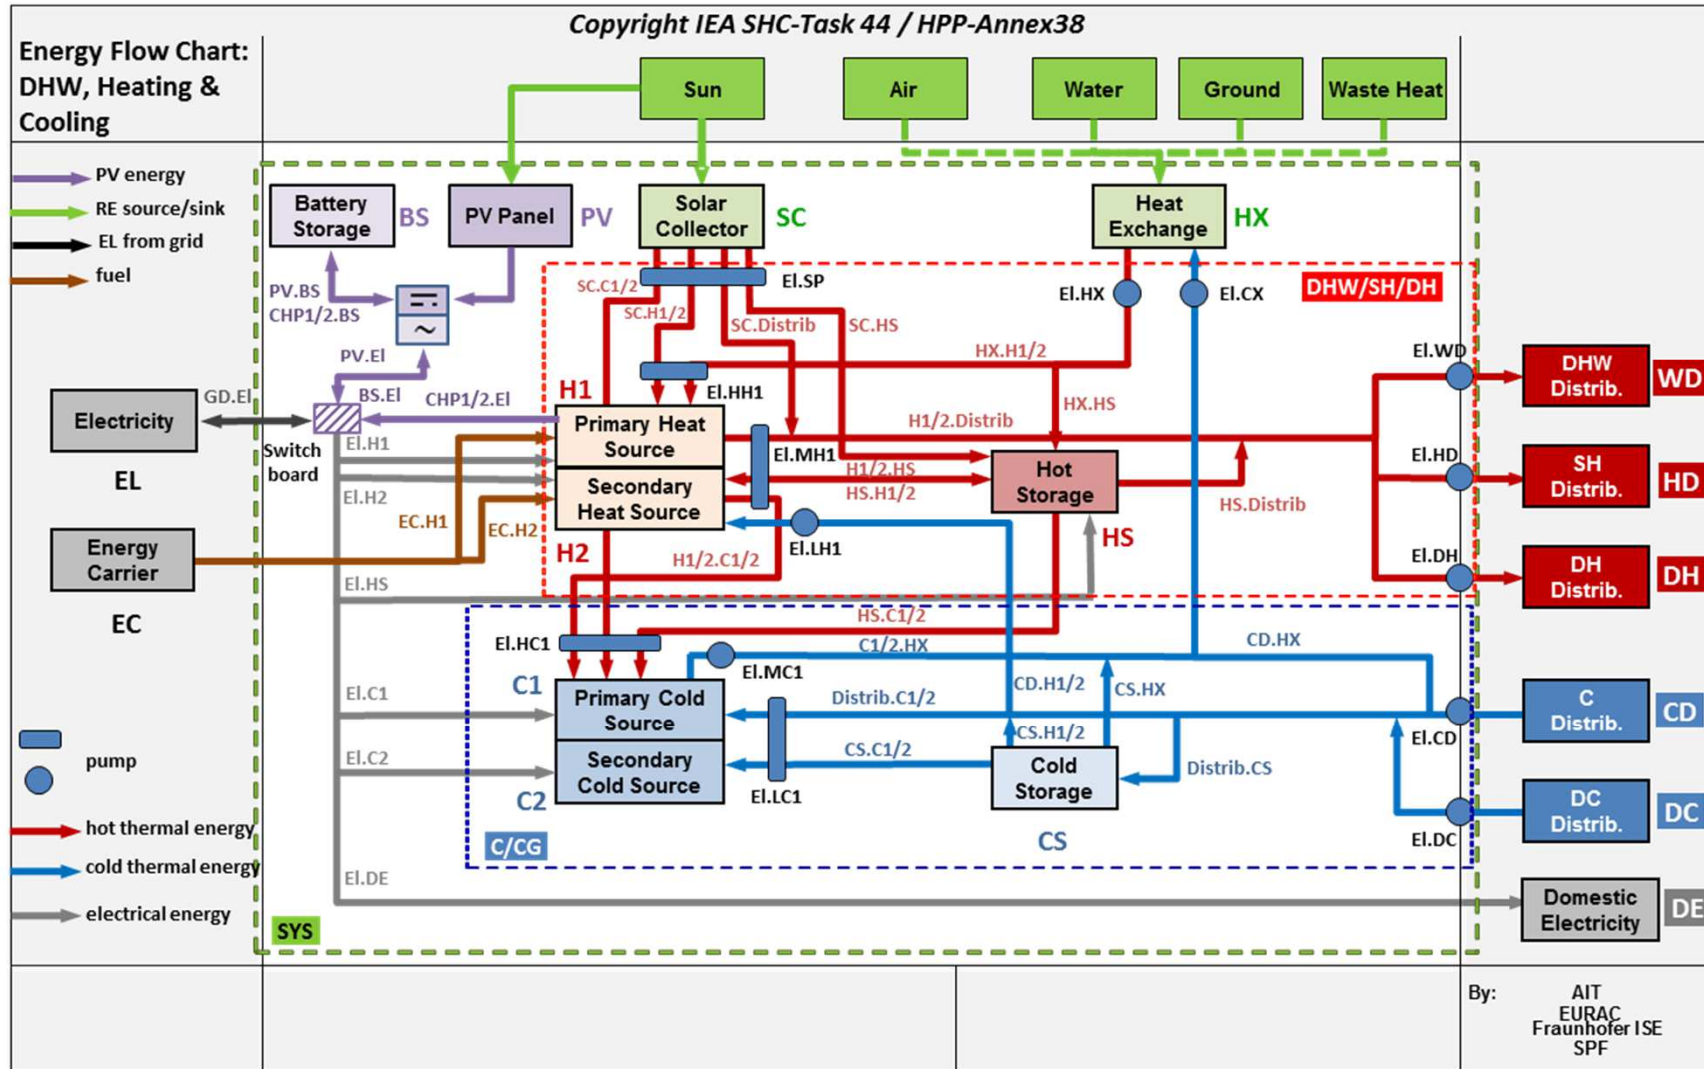 Copyright IEA SHC-Task 44 / HPP-Annex38
Energy Flow Chart:
DHW, Heating &
Cooling
Sun
Air
Water
Ground
Waste Heat
PV energy
RE source/sink
EL from grid
fuel
Battery
Storage
BS
PV Panel
PV
Solar
Collector
SC
Heat
Exchange
HX
SC.C1/2
El.SP
El.HX
El.CX
DHW/SH/DH
PV.BS
CHP1/2.BS
SC.H1/2
SC.Distrib
SC.HS
HX.H1/2
PV.El
El.WD
DHW
Distrib.
WD
Electricity
GD.El
BS.El
CHP1/2.El
H1
El.HH1
HX.HS
EL
Switch
board
El.H1
Primary Heat
Source
El.MH1
H1/2.Distrib
El.HD
SH
Distrib.
HD
El.H2
Secondary
Heat Source
H1/2.HS
HS.H1/2
Hot
Storage
HS.Distrib
EC.H1
EC.H2
El.LH1
HS
Energy
Carrier
EC
H2
H1/2.C1/2
El.DH
DH
Distrib.
DH
El.HS
HS.C1/2
El.HC1
C1/2.HX
CD.HX
El.MC1
C1
El.C1
Primary Cold
Source
Distrib.C1/2
CD.H1/2
CS.HX
C
Distrib.
CD
El.CD
pump
El.C2
Secondary
Cold Source
CS.C1/2
CS.H1/2
Cold
Storage
Distrib.CS
C2
El.LC1
CS
DC
Distrib.
DC
El.DC
C/CG
hot thermal energy
cold thermal energy
electrical energy
El.DE
Domestic
Electricity
DE
SYS
By:
AIT
EURAC
Fraunhofer ISE
SPF